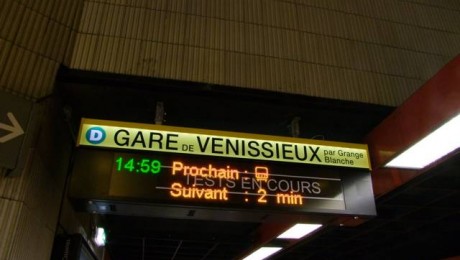 D GARE DE VENISSIEUX par Grange Blanche
14:59 Prochain :
TESTS EN COURS
Suivant : 2 min